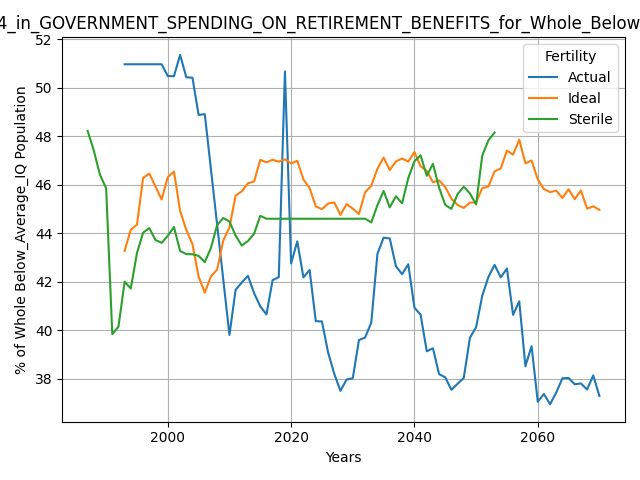 4_in_GOVERNMENT_SPENDING_ON_RETIREMENT_BENEFITS_for_Whole_Below
% of Whole Below_Average_IQ Population
52
50
48
46
44
42
40
38
2000
2020
2040
2060
Years
Fertility
Actual
Ideal
Sterile